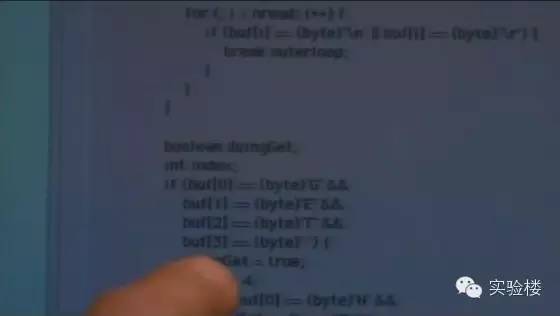 for (; i < nread; i++) {
if (buf[i] == (byte)'\n' || buf[i] == (byte)'\r') {
break outerloop;
}
}
}
boolean doingGet;
int index;
if (buf[0] == (byte)'G' &&
buf[1] == (byte)'E' &&
buf[2] == (byte)'T' &&
buf[3] == (byte)' ') {
Get = true;
4
[0] == (byte)'H' &&
实验楼